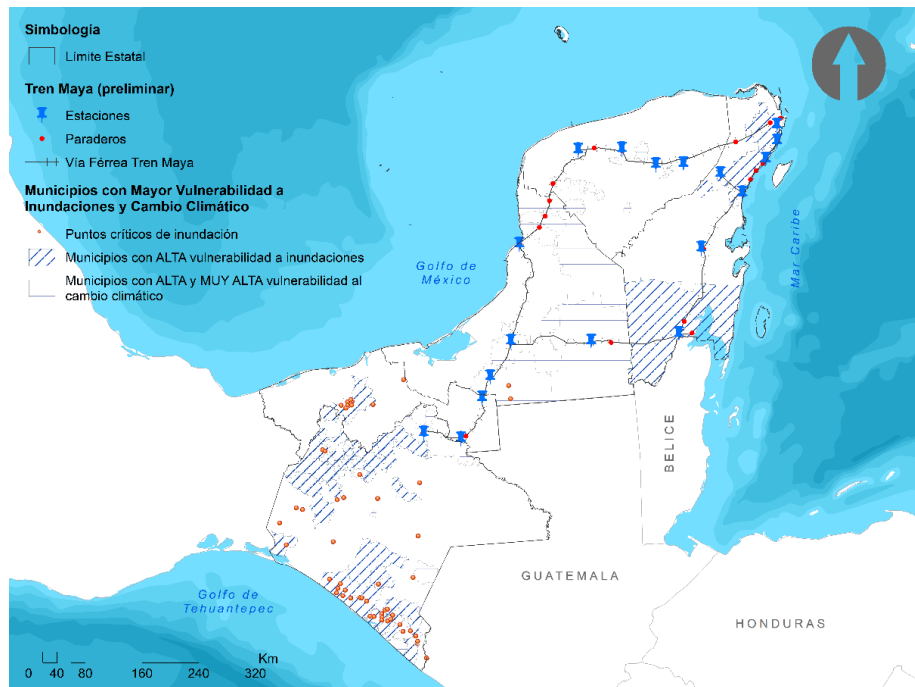 Simbología
Límite Estatal
Tren Maya (preliminar)
Estaciones
Paraderos
Vía Férrea Tren Maya
Municipios con Mayor Vulnerabilidad a
Inundaciones y Cambio Climático
Puntos críticos de inundación
Municipios con ALTA vulnerabilidad a inundaciones
Municipios con ALTA y MUY ALTA vulnerabilidad al
cambio climático
Golfo de
México
Mar Caribe
BELICE
GUATEMALA
HONDURAS
Golfo de
Tehuantepec
Km
0 40 80 160 240 320